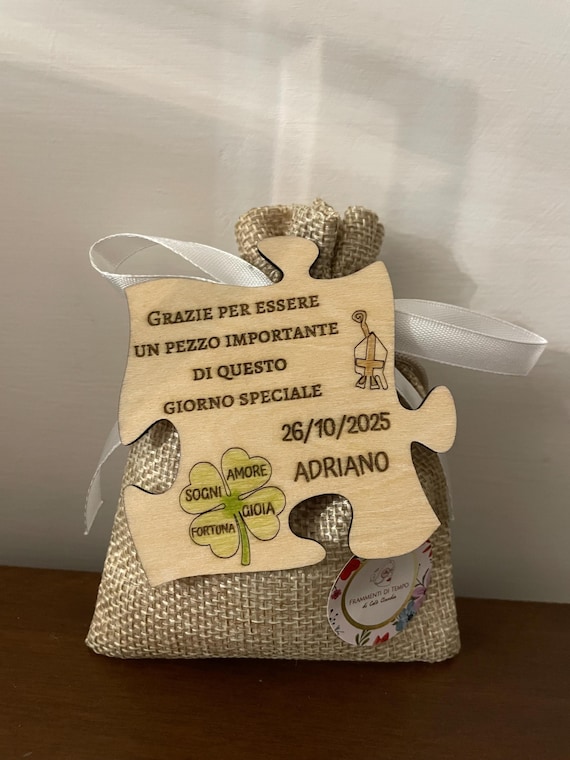 Grazie per essere
un pezzo importante
di questo
giorno speciale
26/10/2025
ADRIANO
AMORE
SOGNI
GIOIA
FORTUNA
FRAMMENTI DI TEMPO